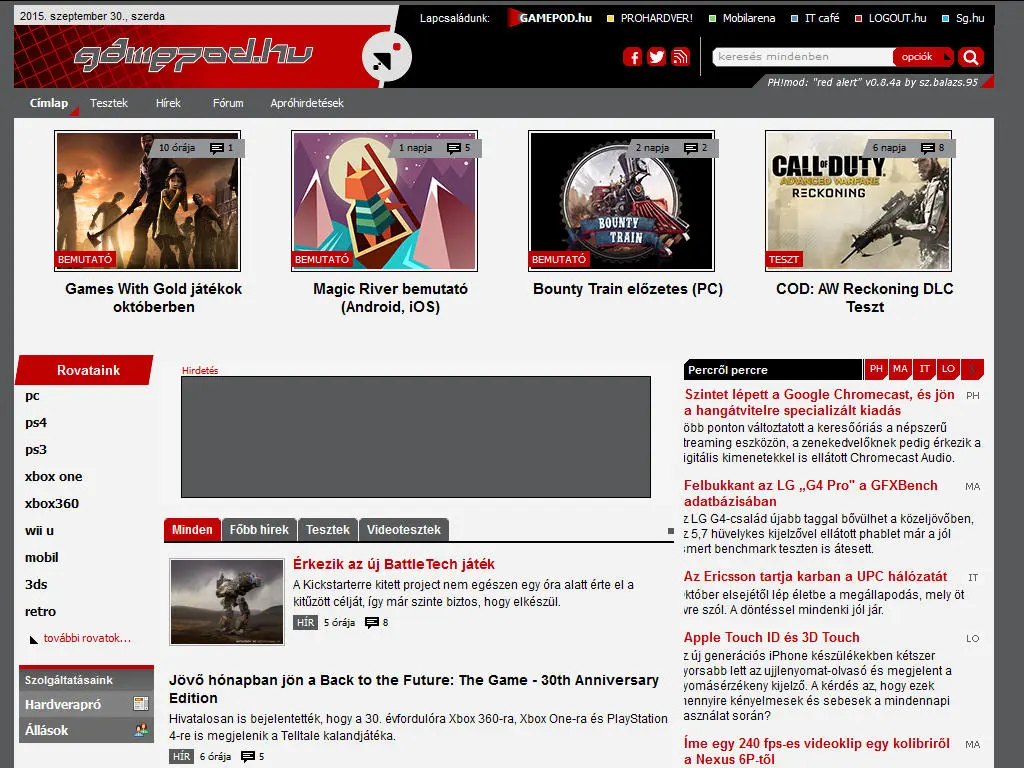 2015. szeptember 30., szerda
Lapcsaládunk: GAMEPOD.hu PROHARDVER! Mobilarena IT café LOGOUT.hu Sg.hu
gamepod.hu
keresés mindenben opciók
PH!mod: "red alert" v0.8.4a by sz.balazs.95
Címlap Tesztek Hírek Fórum Apróhirdetések
10 órája 1
BEMUTATÓ
Games With Gold játékok
októberben
1 napja 5
BEMUTATÓ
Magic River bemutató
(Android, iOS)
2 napja 2
BOUNTY
TRAIN
BEMUTATÓ
Bounty Train előzetes (PC)
6 napja 8
CALL OF DUTY
ADVANCED WARFARE
RECKONING
TESZT
COD: AW Reckoning DLC
Teszt
Rovataink
pc
ps4
ps3
xbox one
xbox360
wii u
mobil
3ds
retro
további rovatok...
Szolgáltatásaink
Hardverapró
Állások
Hirdetés
Minden Főbb hírek Tesztek Videotesztek
Érkezik az új BattleTech játék
A Kickstarterre kitett project nem egészen egy óra alatt érte el a
kitűzött célját, így már szinte biztos, hogy elkészül.
HÍR 5 órája 8
Jövő hónapban jön a Back to the Future: The Game - 30th Anniversary
Edition
Hivatalosan is bejelentették, hogy a 30. évfordulóra Xbox 360-ra, Xbox One-ra és PlayStation
4-re is megjelenik a Telltale kalandjátéka.
HÍR 6 órája 5
Percről percre PH MA IT LO
Szintet lépett a Google Chromecast, és jön PH
a hangátvitelre specializált kiadás
öbb ponton változtatott a keresőóriás a népszerű
treaming eszközön, a zenekedvelőknek pedig érkezik a
igitális kimenetekkel is ellátott Chromecast Audio.
Felbukkant az LG „G4 Pro" a GFXBench MA
adatbázisában
z LG G4-család újabb taggal bővülhet a közeljövőben,
z 5,7 hüvelykes kijelzővel ellátott phablet már a jól
smert benchmark teszten is átesett.
Az Ericsson tartja karban a UPC hálózatát IT
któber elsejétől lép életbe a megállapodás, mely öt
vre szól. A döntéssel mindenki jól jár.
Apple Touch ID és 3D Touch LO
z új generációs iPhone készülékekben kétszer
yorsabb lett az ujjlenyomat-olvasó és megjelent a
yomásérzékeny kijelző. A kérdés az, hogy ezek
mennyire kényelmesek és sebesek a mindennapi
asználat során?
Íme egy 240 fps-es videoklip egy kolibriről MA
a Nexus 6P-től